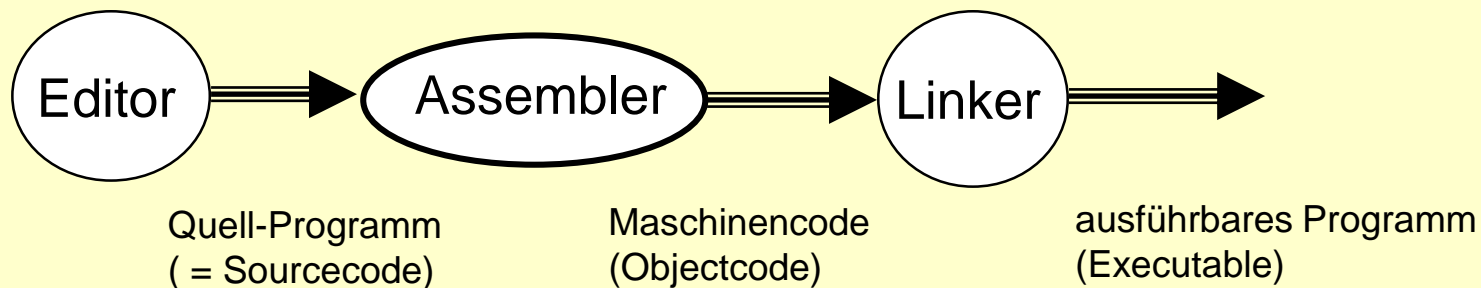 Editor
Assembler
Linker
Quell-Programm
( = Sourcecode)
Maschinencode
(Objectcode)
ausführbares Programm
(Executable)